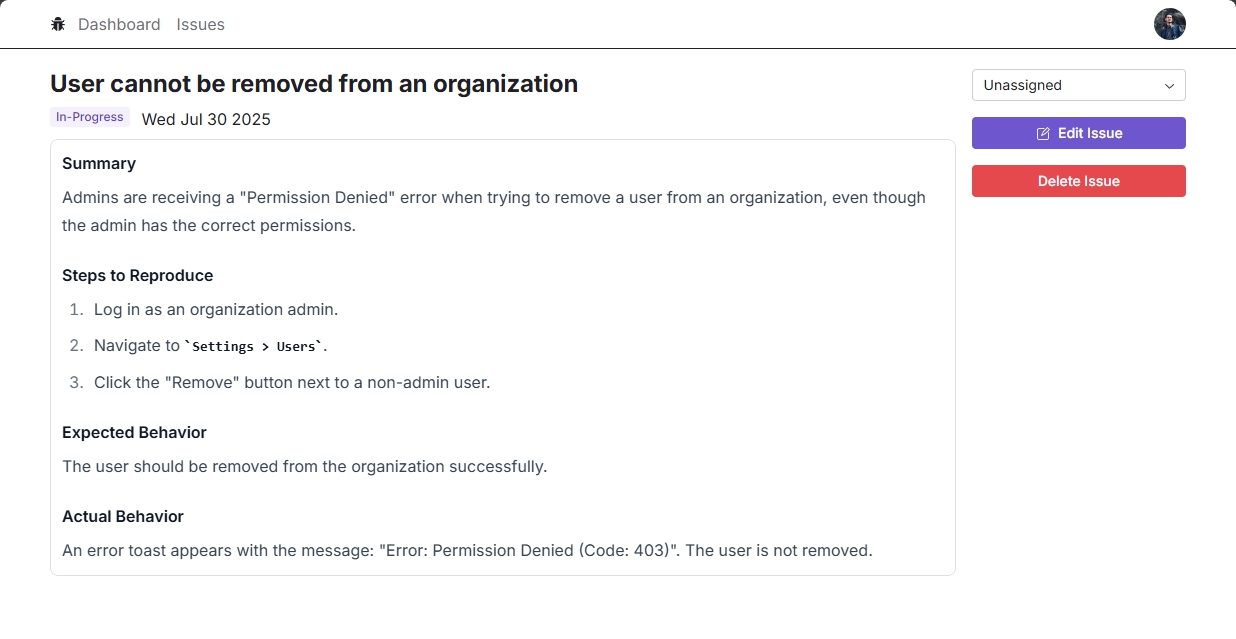 Dashboard Issues
User cannot be removed from an organization
Unassigned
In-Progress Wed Jul 30 2025
Edit Issue
Delete Issue
Summary
Admins are receiving a "Permission Denied" error when trying to remove a user from an organization, even though
the admin has the correct permissions.
Steps to Reproduce
1. Log in as an organization admin.
2. Navigate to `Settings > Users`.
3. Click the "Remove" button next to a non-admin user.
Expected Behavior
The user should be removed from the organization successfully.
Actual Behavior
An error toast appears with the message: "Error: Permission Denied (Code: 403)". The user is not removed.